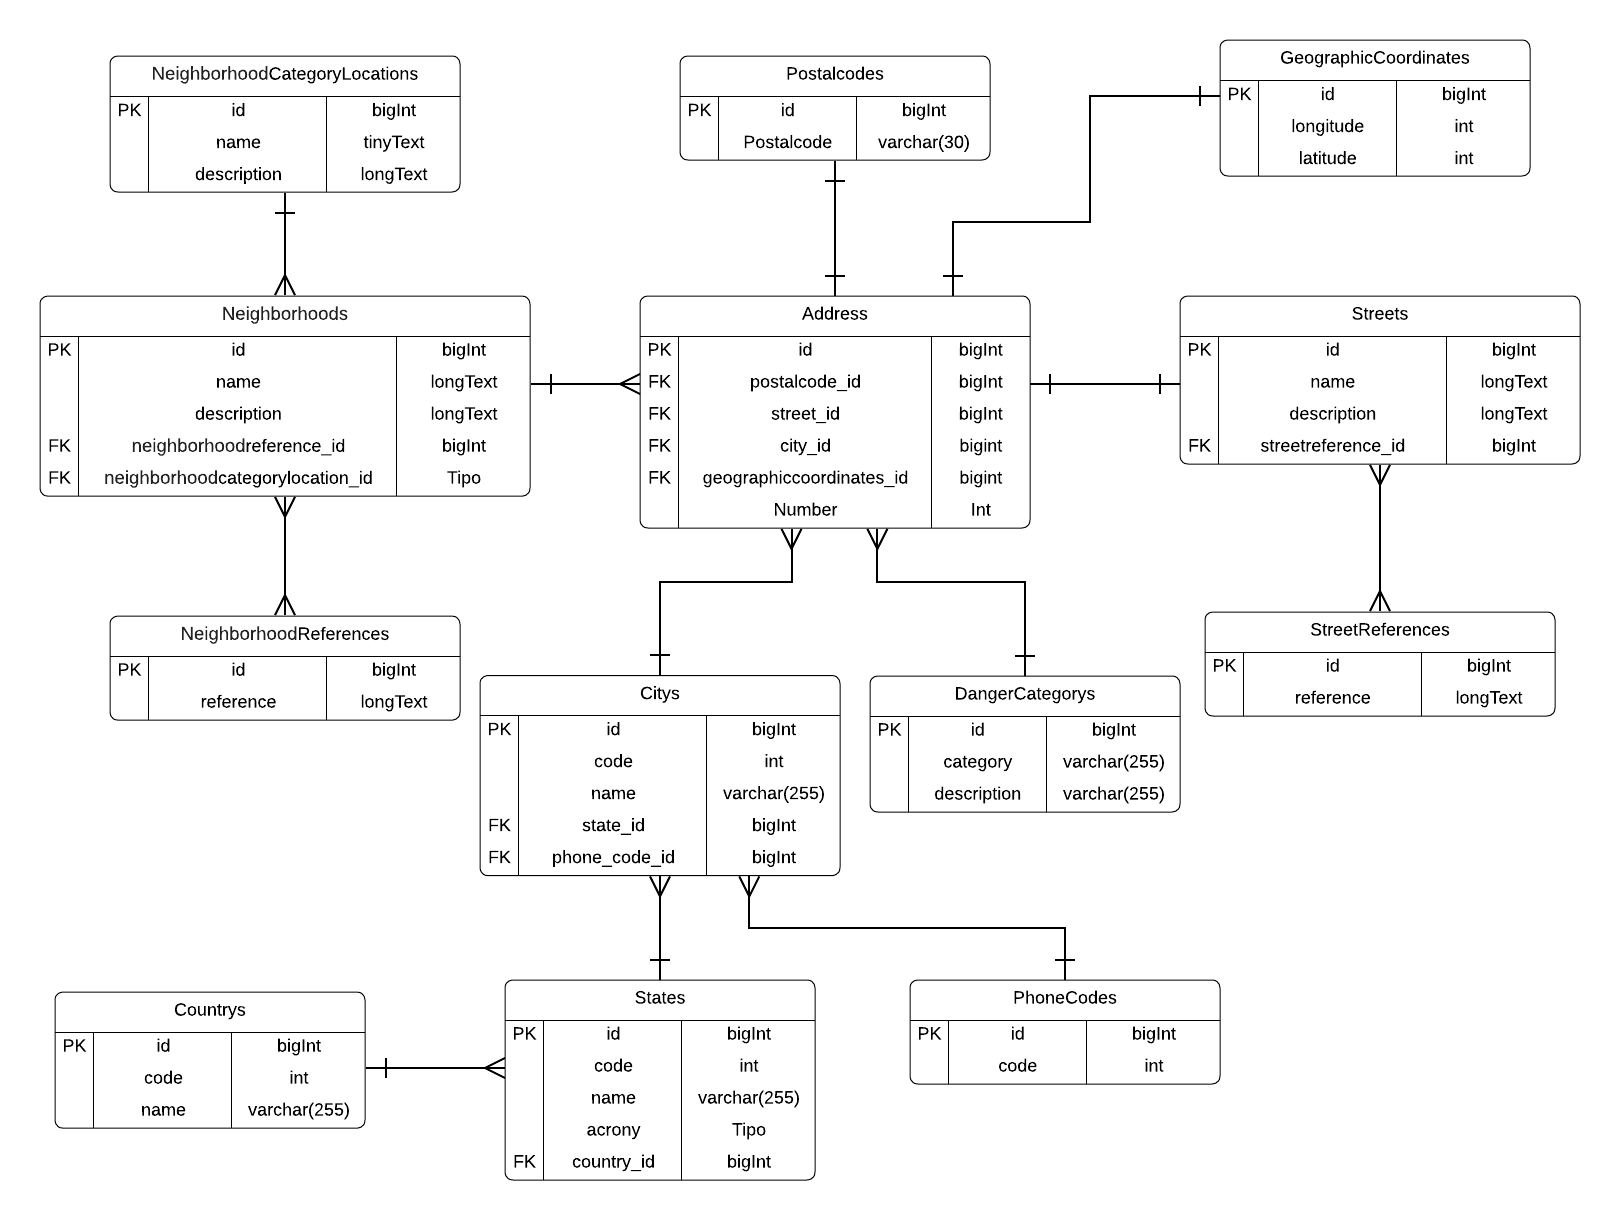 NeighborhoodCategoryLocations
PK id bigInt
name tinyText
description longText
Postalcodes
PK id bigInt
Postalcode varchar(30)
GeographicCoordinates
PK id bigInt
longitude int
latitude int
Neighborhoods
PK id bigInt
name longText
description longText
FK neighborhoodreference_id bigInt
FK neighborhoodcategorylocation_id Tipo
Address
PK id bigInt
FK postalcode_id bigInt
FK street_id bigInt
FK city_id bigint
FK geographiccoordinates_id bigint
Number Int
Streets
PK id bigInt
name longText
description longText
FK streetreference_id bigInt
NeighborhoodReferences
PK id bigInt
reference longText
StreetReferences
PK id bigInt
reference longText
Citys
PK id bigInt
code int
name varchar(255)
FK state_id bigInt
FK phone_code_id bigInt
DangerCategorys
PK id bigInt
category varchar(255)
description varchar(255)
Countrys
PK id bigInt
code int
name varchar(255)
States
PK id bigInt
code int
name varchar(255)
acrony Tipo
FK country_id bigInt
PhoneCodes
PK id bigInt
code int